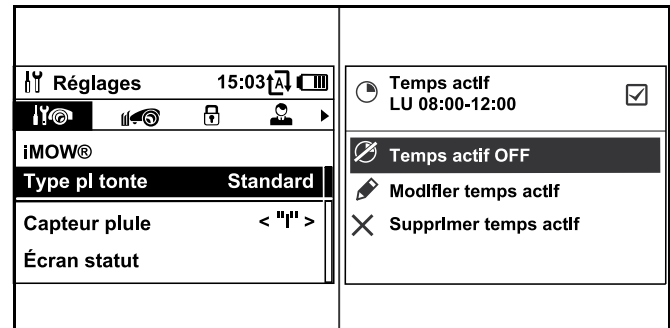 Réglages 15:03
iMOW®
Type pl tonte Standard
Capteur pluie < "I" >
Écran statut
Temps actif
LU 08:00-12:00
Temps actif OFF
Modifier temps actif
Supprimer temps actif